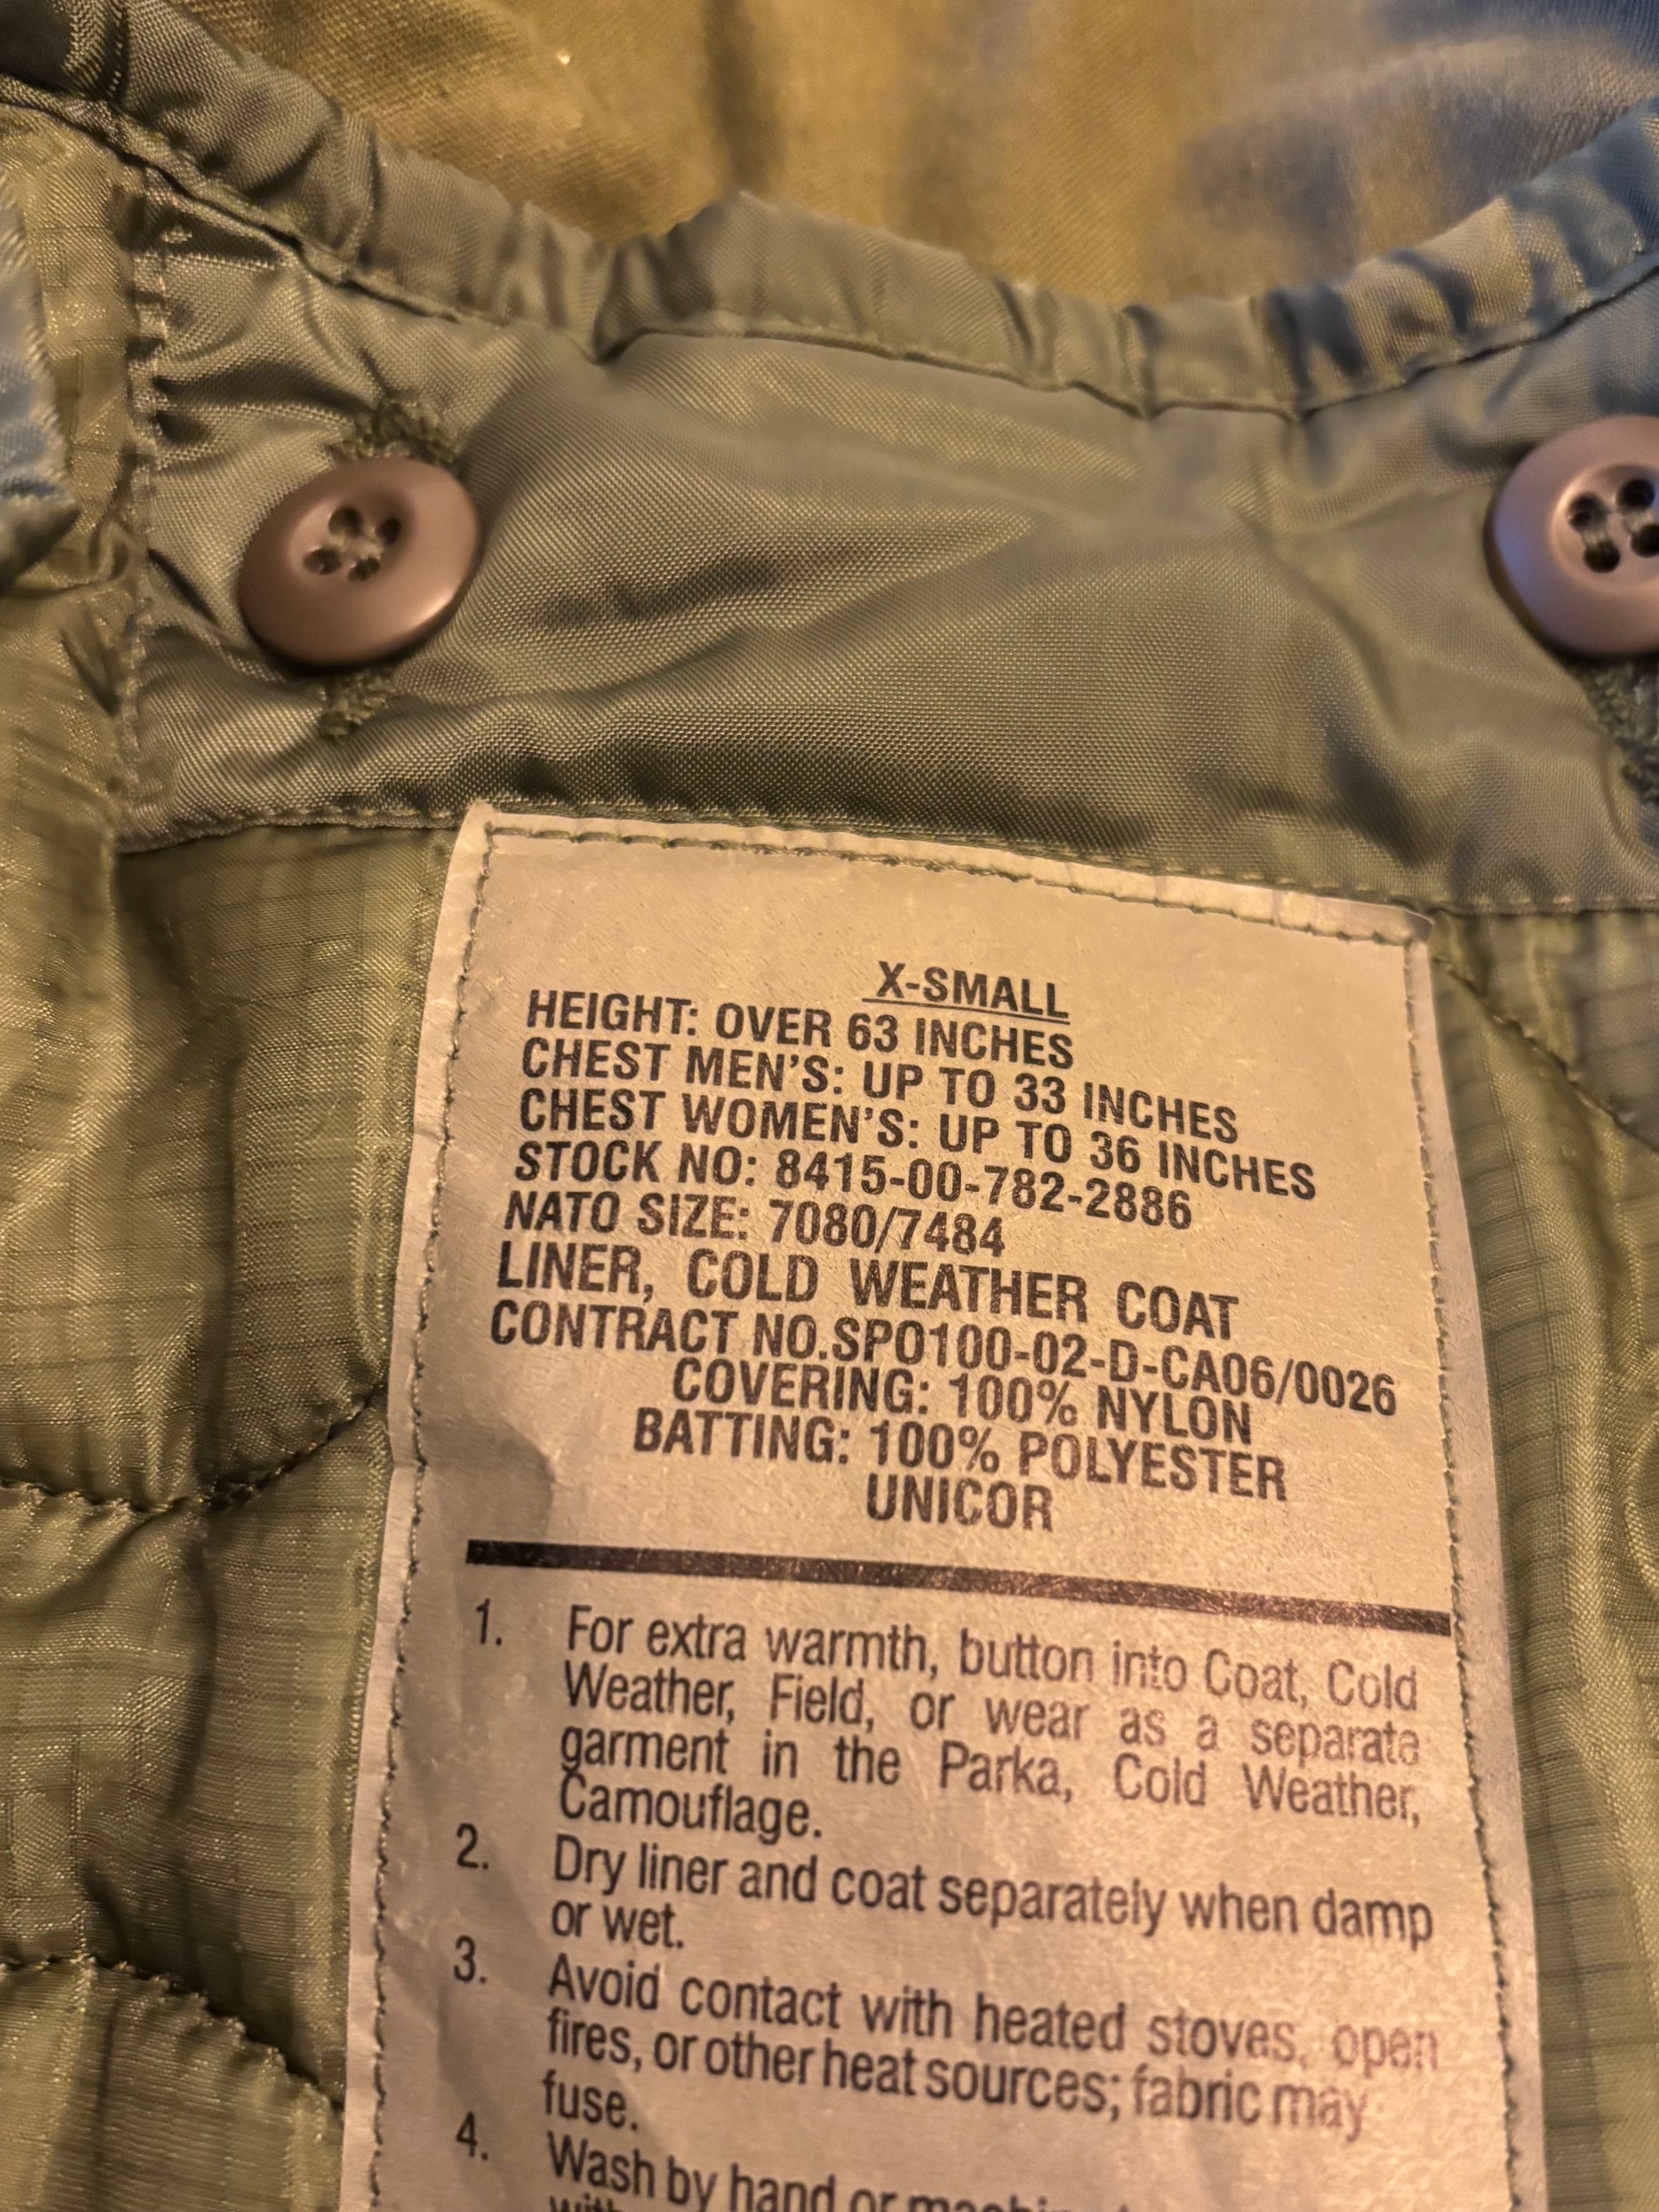 X-SMALL
HEIGHT: OVER 63 INCHES
CHEST MEN'S: UP TO 33 INCHES
CHEST WOMEN'S: UP TO 36 INCHES
STOCK NO: 8415-00-782-2886
NATO SIZE: 7080/7484
LINER, COLD WEATHER COAT
CONTRACT NO.SPO100-02-D-CA06/0026
COVERING: 100% NYLON
BATTING: 100% POLYESTER
UNICOR
1. For extra warmth, button into Coat, Cold
Weather, Field, or wear as a separate
garment in the Parka, Cold Weather,
Camouflage.
2. Dry liner and coat separately when damp
or wet.
3. Avoid contact with heated stoves, open
fires, or other heat sources; fabric may
fuse.
4. Wash by hand or